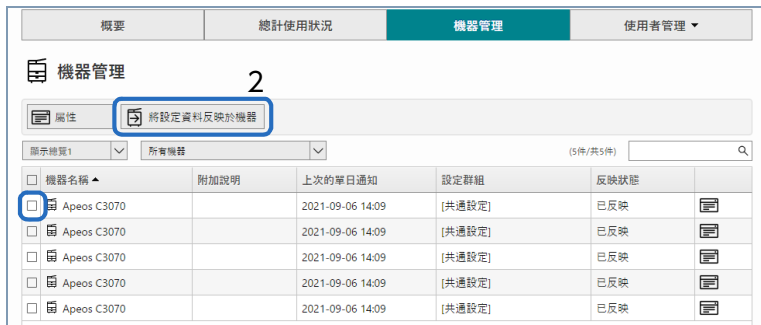 概要 總計使用狀況 機器管理 使用者管理 ▼
機器管理
2
屬性 將設定資料反映於機器
顯示總覽1 所有機器 (5件/共5件)
機器名稱 ▲ 附加說明 上次的單日通知 設定群組 反映狀態
Apeos C3070 2021-09-06 14:09 [共通設定] 已反映
Apeos C3070 2021-09-06 14:09 [共通設定] 已反映
Apeos C3070 2021-09-06 14:09 [共通設定] 已反映
Apeos C3070 2021-09-06 14:09 [共通設定] 已反映
Apeos C3070 2021-09-06 14:09 [共通設定] 已反映